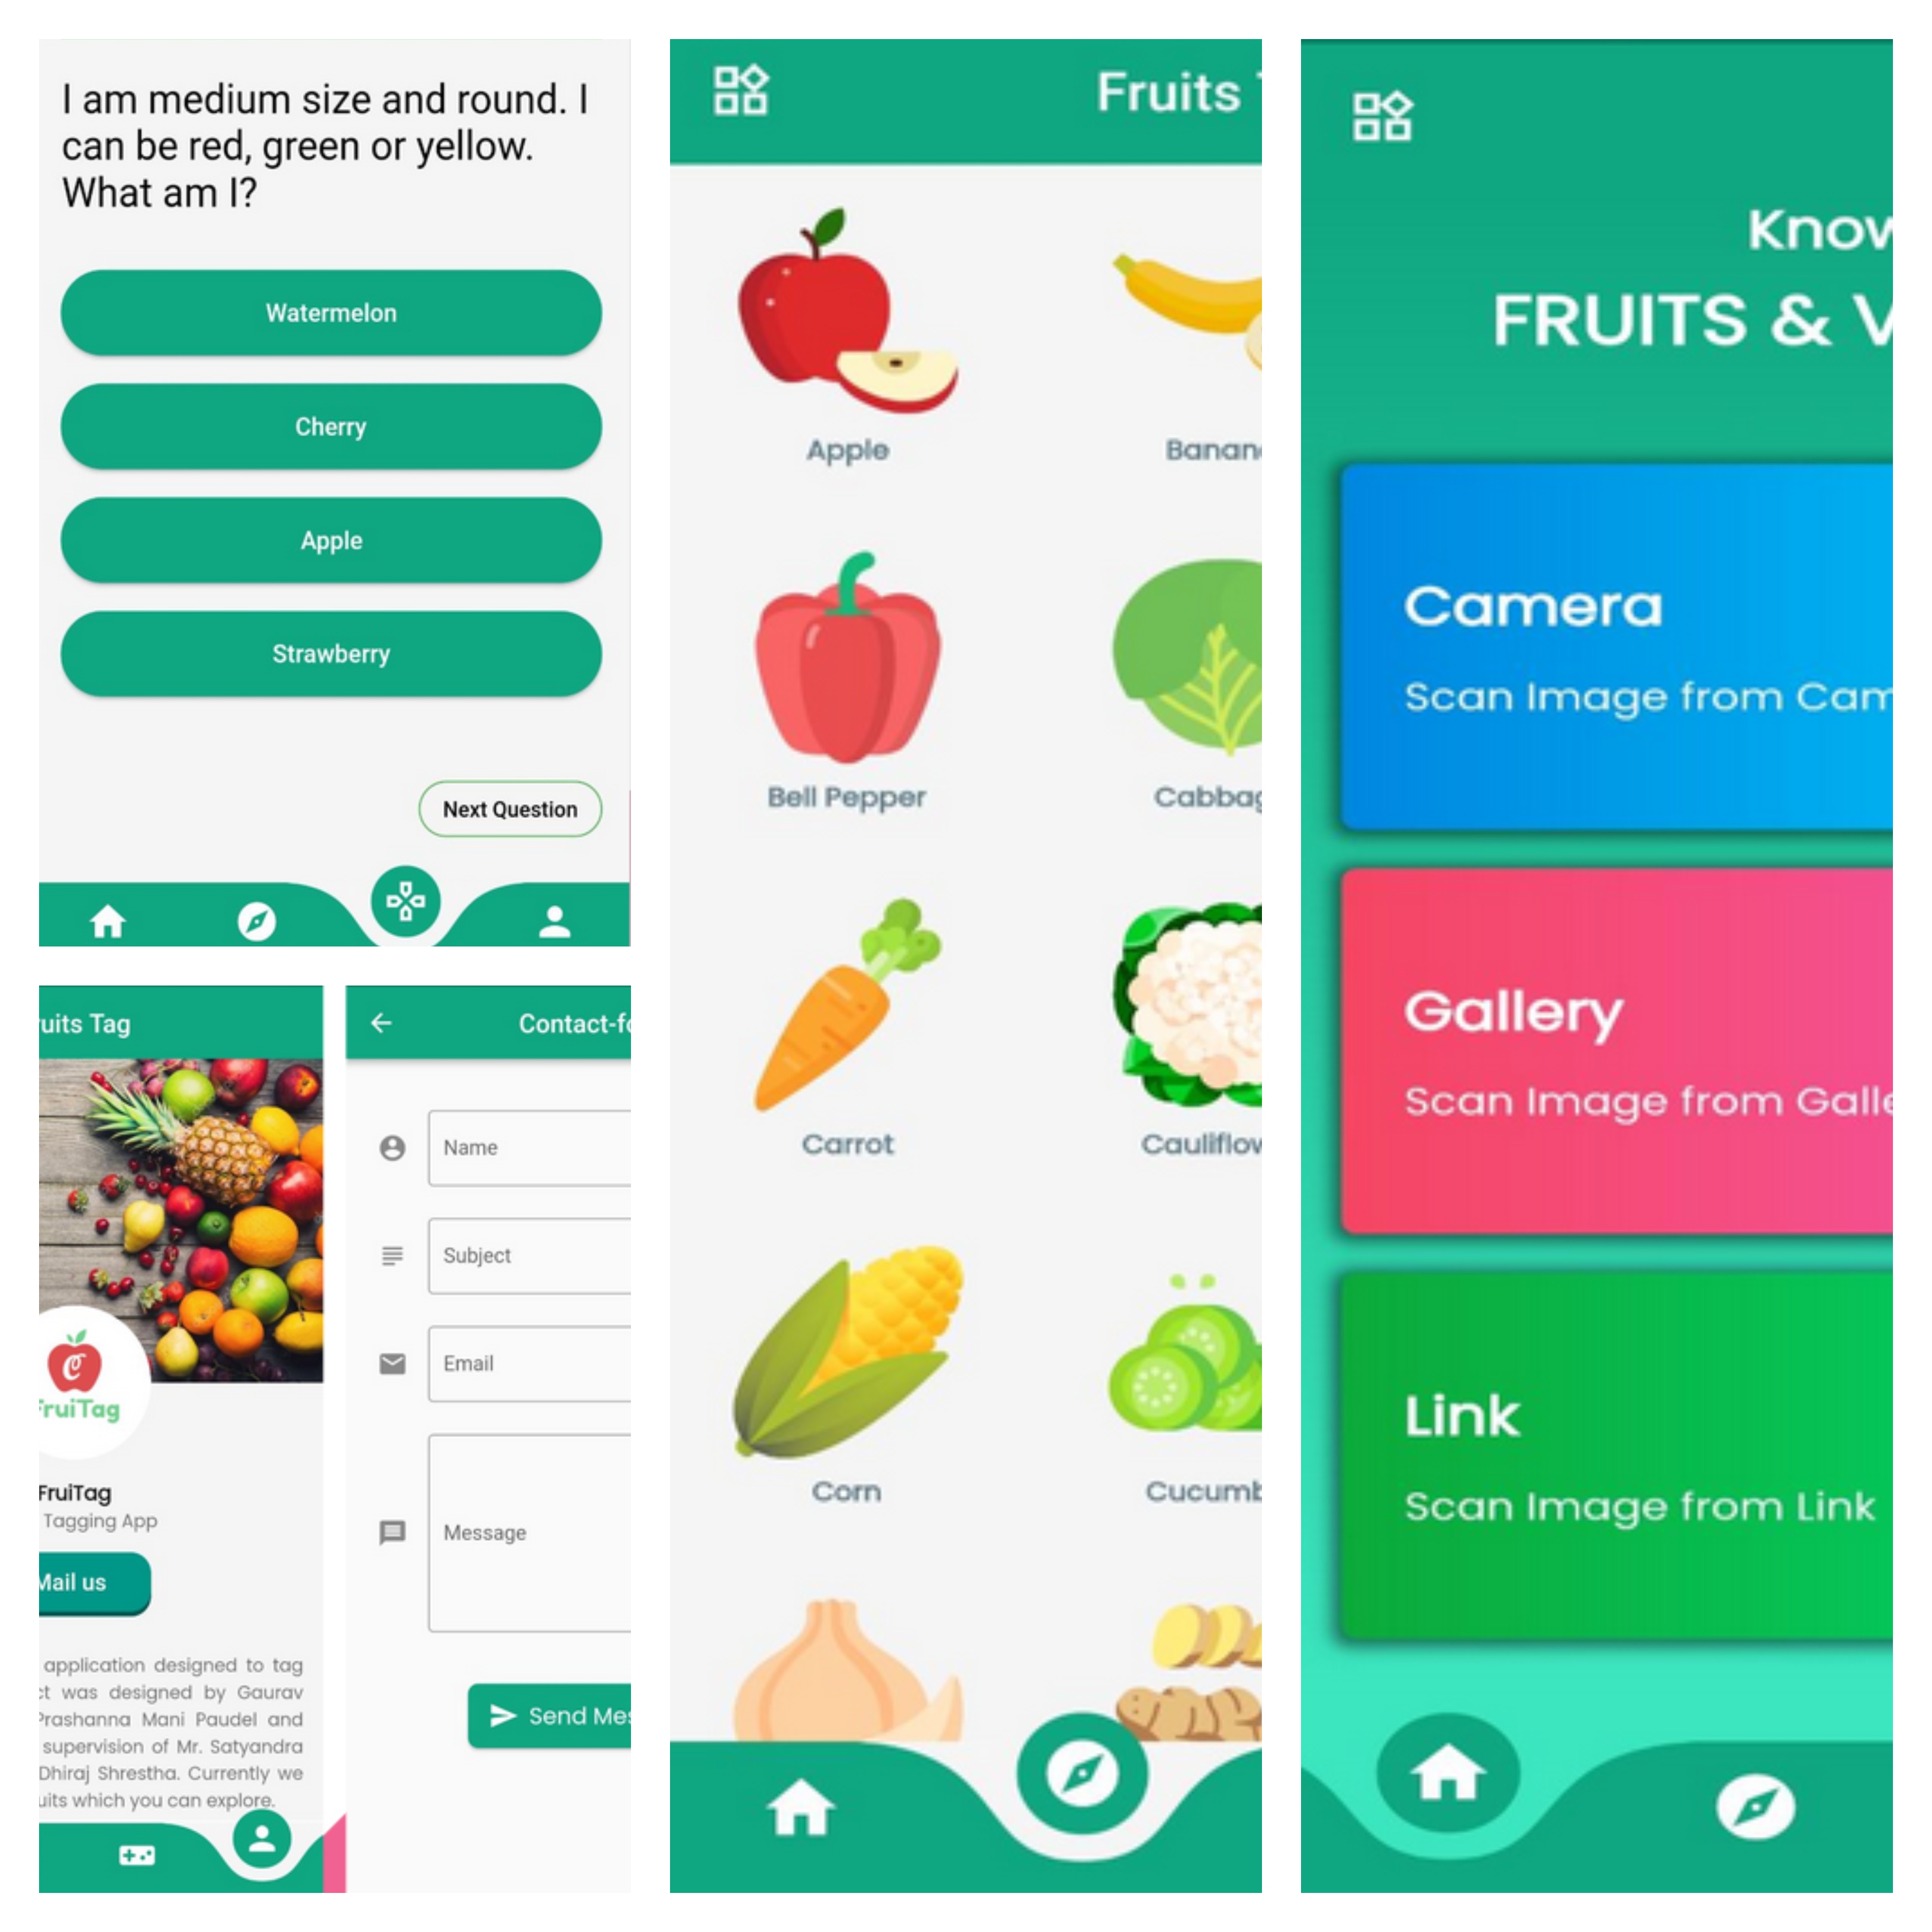 I am medium size and round. I
can be red, green or yellow.
What am I?
Watermelon
Cherry
Apple
Strawberry
Next Question
uits Tag
FruiTag
FruiTag
Tagging App
Mail us
application designed to tag
ct was designed by Gaurav
Prashanna Mani Paudel and
supervision of Mr. Satyandra
Dhiraj Shrestha. Currently we
uits which you can explore.
Contact-fo
Name
Subject
Email
Message
Send Mes
Fruits
Apple
Banan
Bell Pepper
Cabbag
Carrot
Cauliflow
Corn
Cucumb
Know
FRUITS & V
Camera
Scan Image from Cam
Gallery
Scan Image from Galle
Link
Scan Image from Link